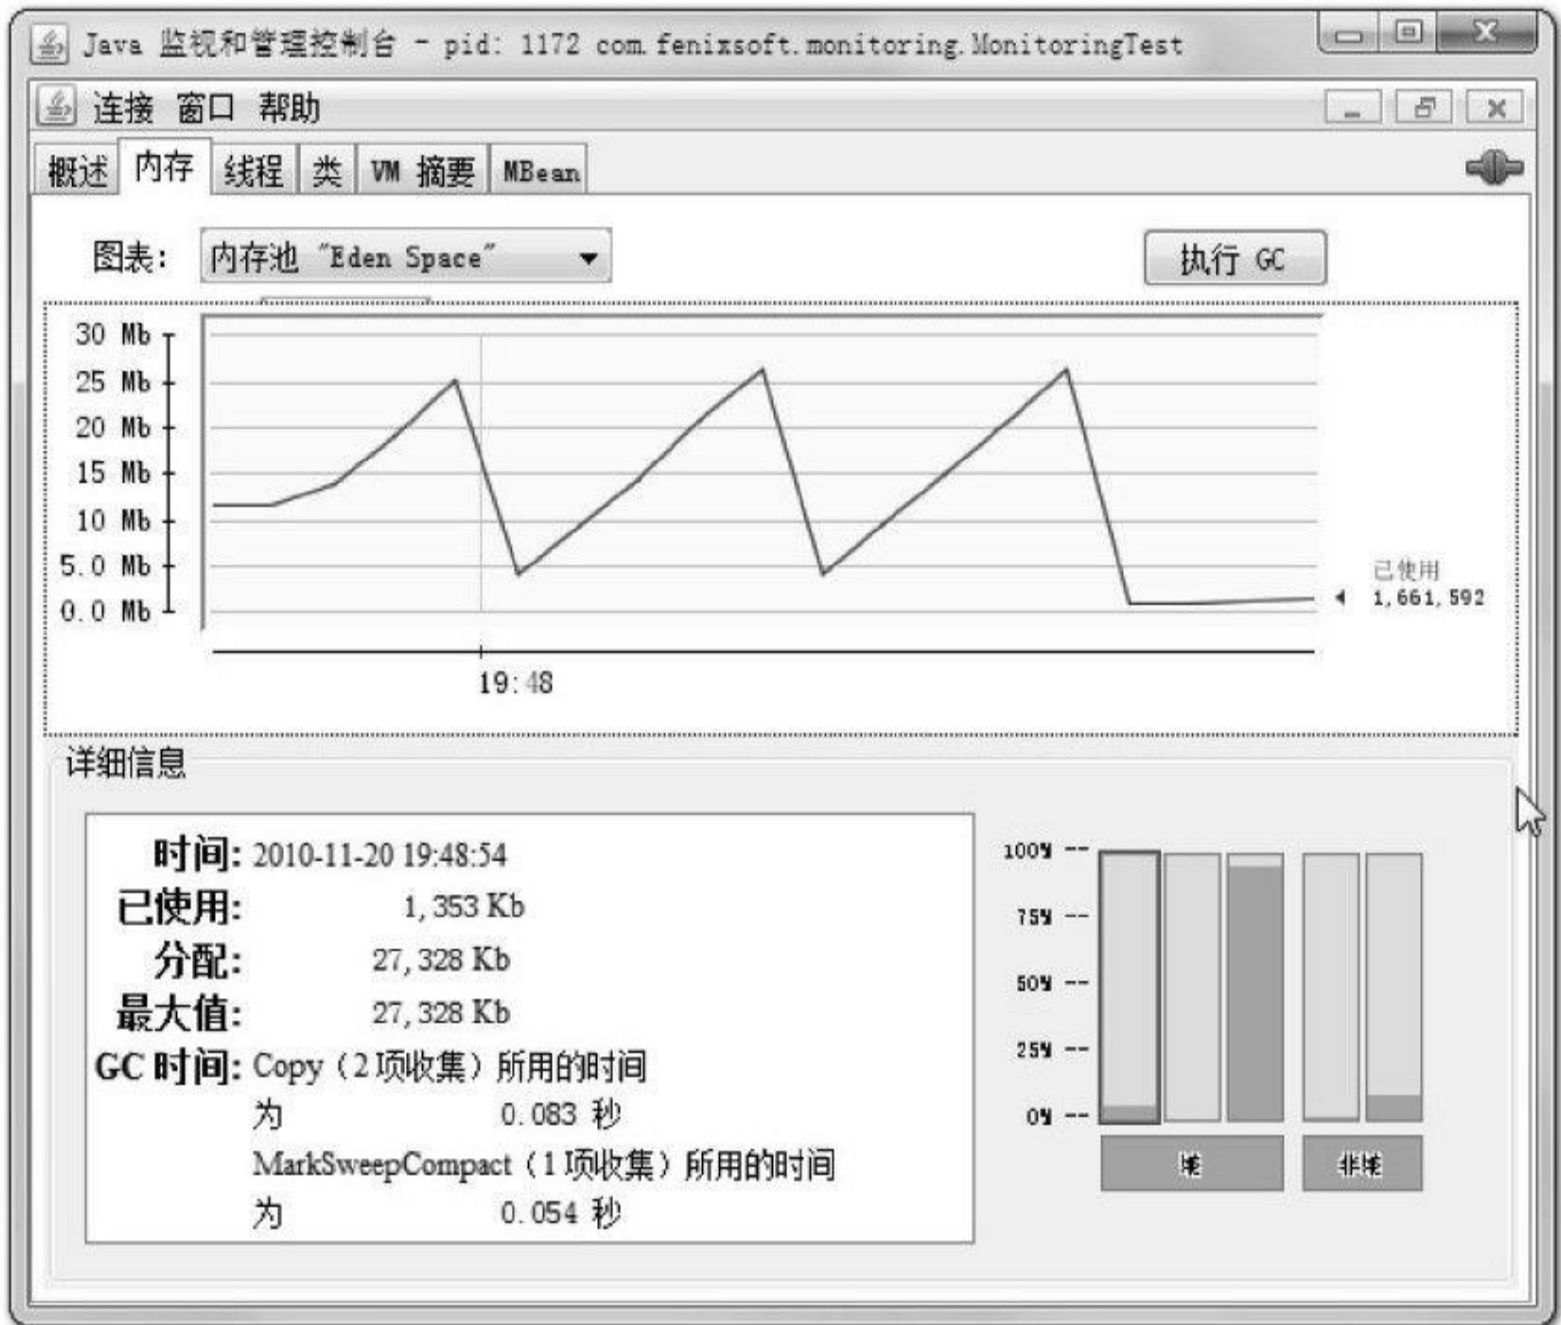 Java 监视和管理控制台 - pid: 1172 com.fenixsoft.monitoring.MonitoringTest
连接 窗口 帮助
概述 内存 线程 类 VM 摘要 MBean
图表: 内存池 "Eden Space" 执行 GC
30 Mb
25 Mb
20 Mb
15 Mb
10 Mb
5.0 Mb
0.0 Mb
已使用
1,661,592
19:48
详细信息
时间: 2010-11-20 19:48:54
已使用: 1,353 Kb
分配: 27,328 Kb
最大值: 27,328 Kb
GC 时间: Copy（2 项收集）所用的时间
为 0.083 秒
MarkSweepCompact（1 项收集）所用的时间
为 0.054 秒
100%
75%
50%
25%
0%
堆 非堆